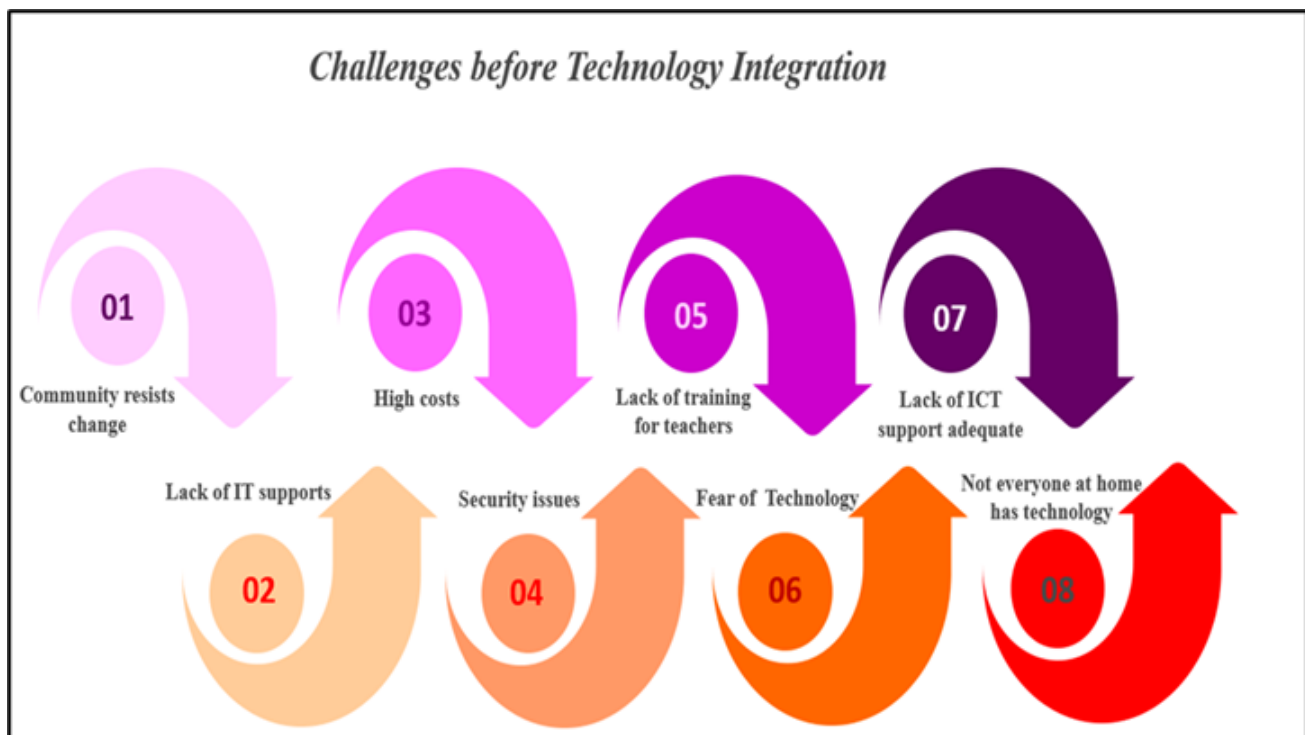 Challenges before Technology Integration
01
Community resists
change
02
Lack of IT supports
03
High costs
04
Security issues
05
Lack of training
for teachers
06
Fear of Technology
07
Lack of ICT
support adequate
08
Not everyone at home
has technology